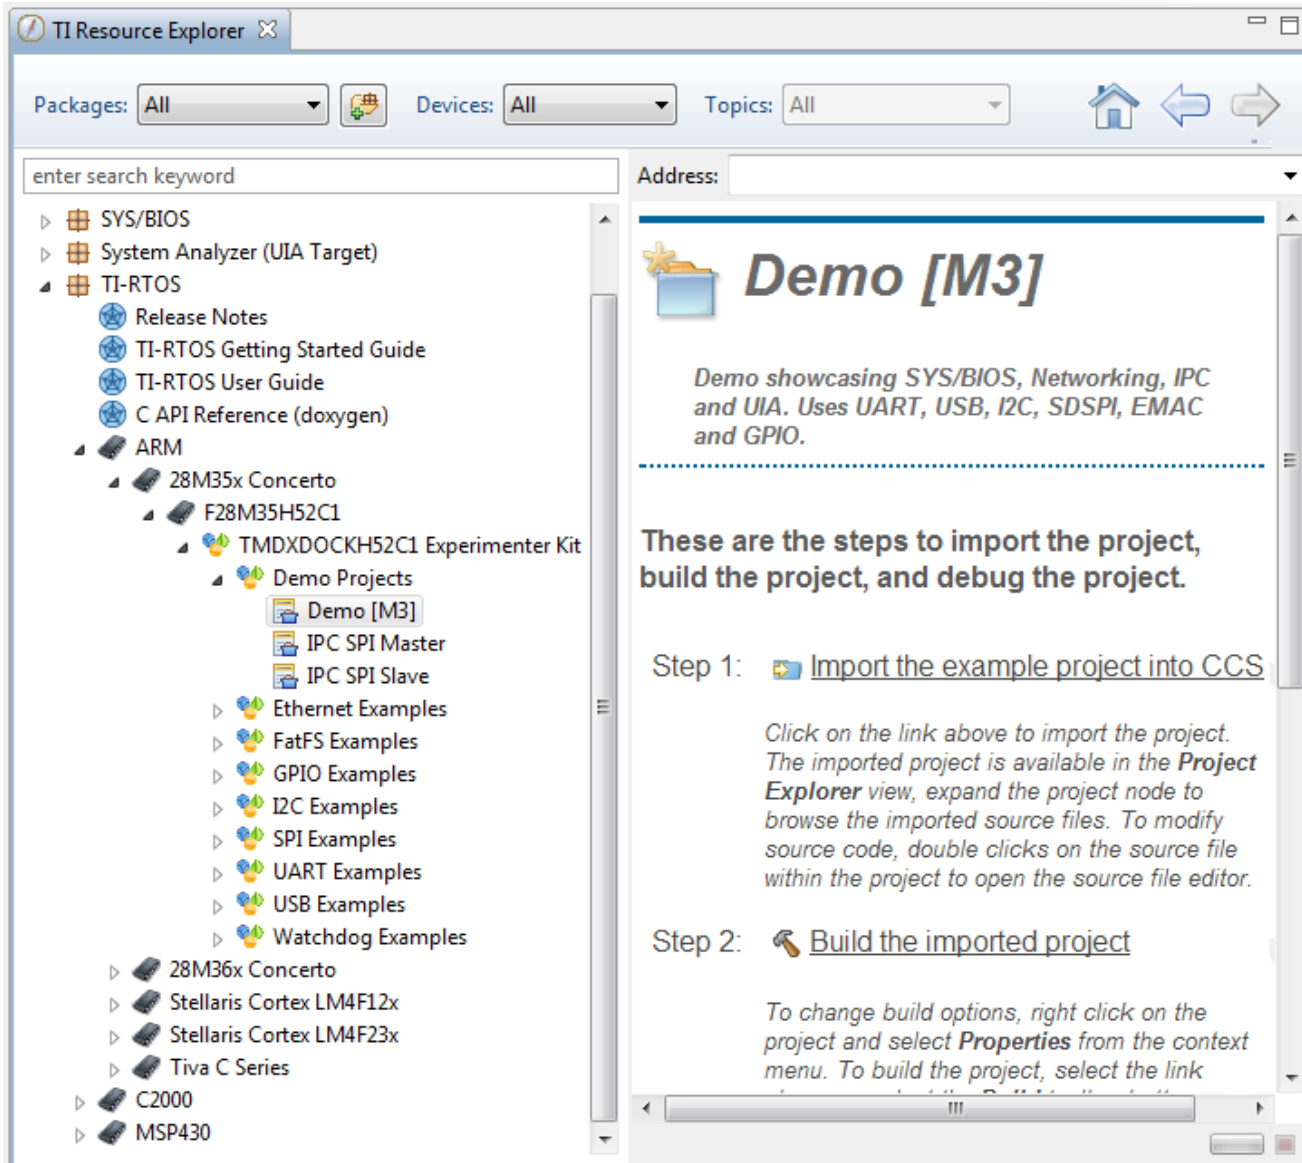 TI Resource Explorer
Packages: All Devices: All Topics: All
enter search keyword
SYS/BIOS
System Analyzer (UIA Target)
TI-RTOS
Release Notes
TI-RTOS Getting Started Guide
TI-RTOS User Guide
C API Reference (doxygen)
ARM
28M35x Concerto
F28M35H52C1
TMDXDOCKH52C1 Experimenter Kit
Demo Projects
Demo [M3]
IPC SPI Master
IPC SPI Slave
Ethernet Examples
FatFS Examples
GPIO Examples
I2C Examples
SPI Examples
UART Examples
USB Examples
Watchdog Examples
28M36x Concerto
Stellaris Cortex LM4F12x
Stellaris Cortex LM4F23x
Tiva C Series
C2000
MSP430
Address:
Demo [M3]
Demo showcasing SYS/BIOS, Networking, IPC
and UIA. Uses UART, USB, I2C, SDSPI, EMAC
and GPIO.
These are the steps to import the project,
build the project, and debug the project.
Step 1: Import the example project into CCS
Click on the link above to import the project.
The imported project is available in the Project
Explorer view, expand the project node to
browse the imported source files. To modify
source code, double clicks on the source file
within the project to open the source file editor.
Step 2: Build the imported project
To change build options, right click on the
project and select Properties from the context
menu. To build the project, select the link